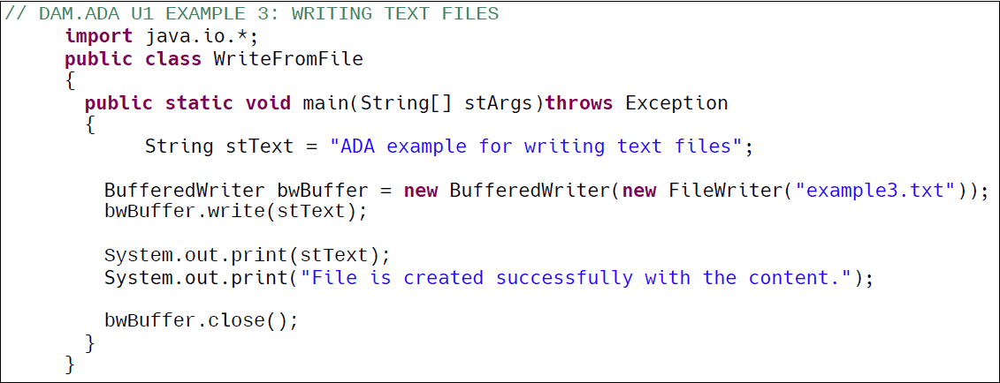 // DAM.ADA U1 EXAMPLE 3: WRITING TEXT FILES
import java.io.*;
public class WriteFromFile
{
public static void main(String[] stArgs)throws Exception
{
String stText = "ADA example for writing text files";
BufferedWriter bwBuffer = new BufferedWriter(new FileWriter("example3.txt"));
bwBuffer.write(stText);
System.out.print(stText);
System.out.print("File is created successfully with the content.");
bwBuffer.close();
}
}